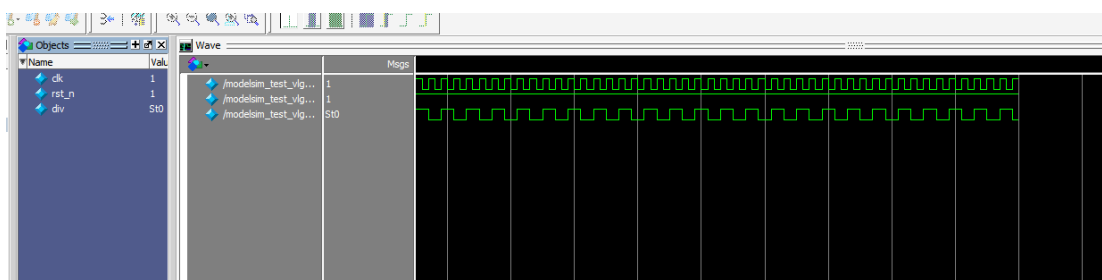 Objects
Wave
Name
Valu
Msgs
clk
1
rst_n
1
div
St0
/modelsim_test_vlg... 1
/modelsim_test_vlg... 1
/modelsim_test_vlg... St0